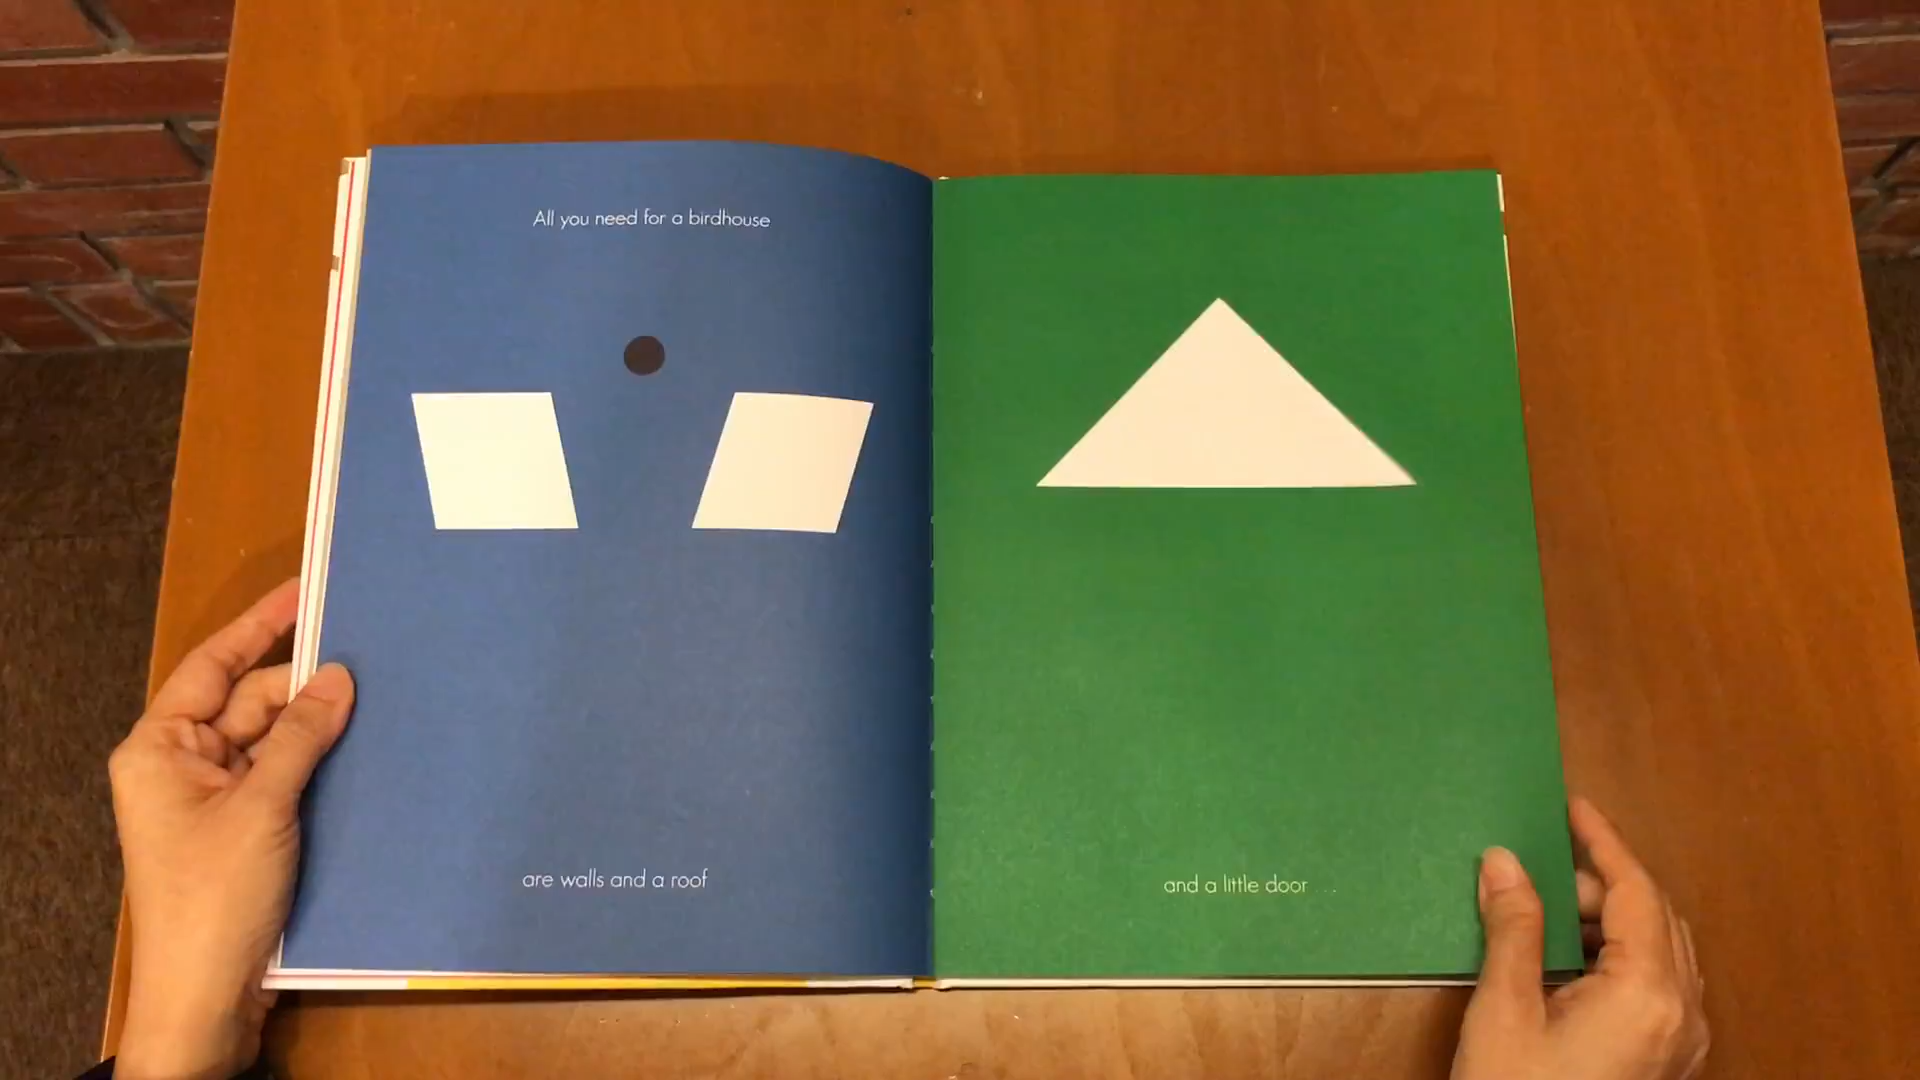 All you need for a birdhouse
are walls and a roof
and a little door . . .